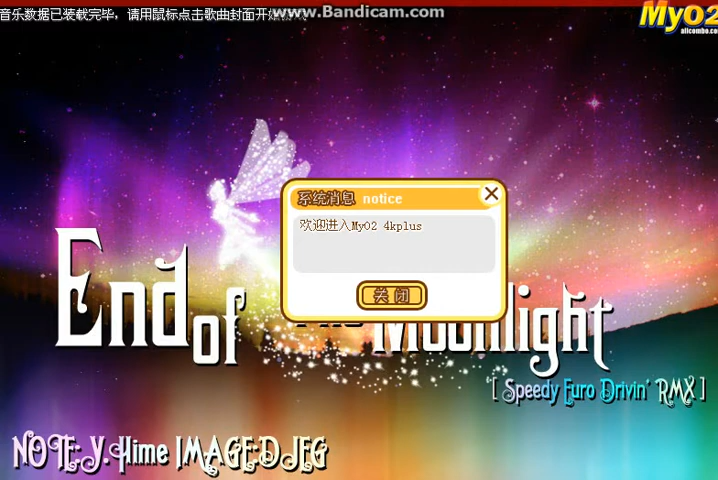 音乐数据已装载完毕，请用鼠标点击歌曲封面开始
www.Bandicam.com
MyO2
allcombo.com
系统消息 notice
欢迎进入MyO2 4kplus
关 闭
End of The Moonlight
[ Speedy Euro Drivin' RMX ]
NOTE:Y.Hime IMAGE:DJEG